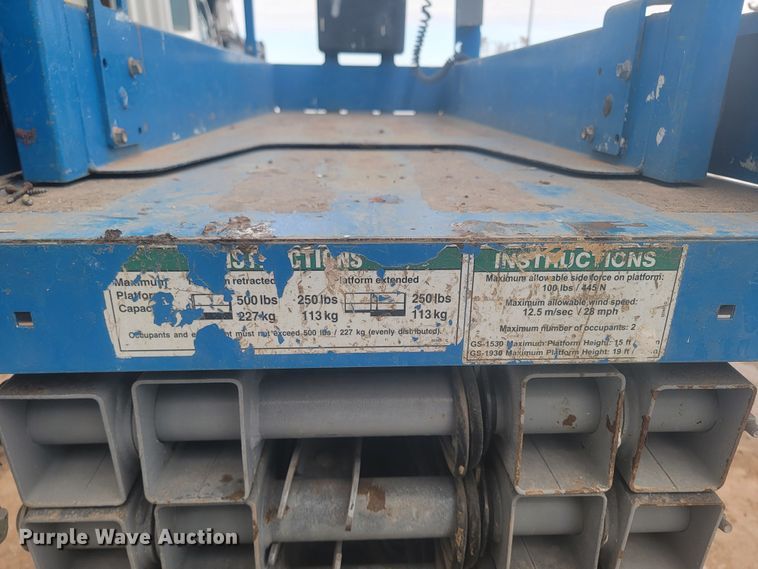 CTIONS
Maximum
n retracted
latform extended
Platfor
Capac
500 lbs
227 kg
250 lbs
113 kg
250 lbs
113 kg
Occupants and e ent must not exceed 500 lbs / 227 kg (evenly distributed).
INSTRUCTIONS
Maximum allowable side force on platform:
100 lbs / 445 N
Maximum allowable wind speed:
12.5 m/sec / 28 mph
Maximum number of occupants: 2
GS-1530 Maximum Platform Height: 15 ft
GS-1930 Maximum Platform Height: 19 ft /
Purple Wave Auction